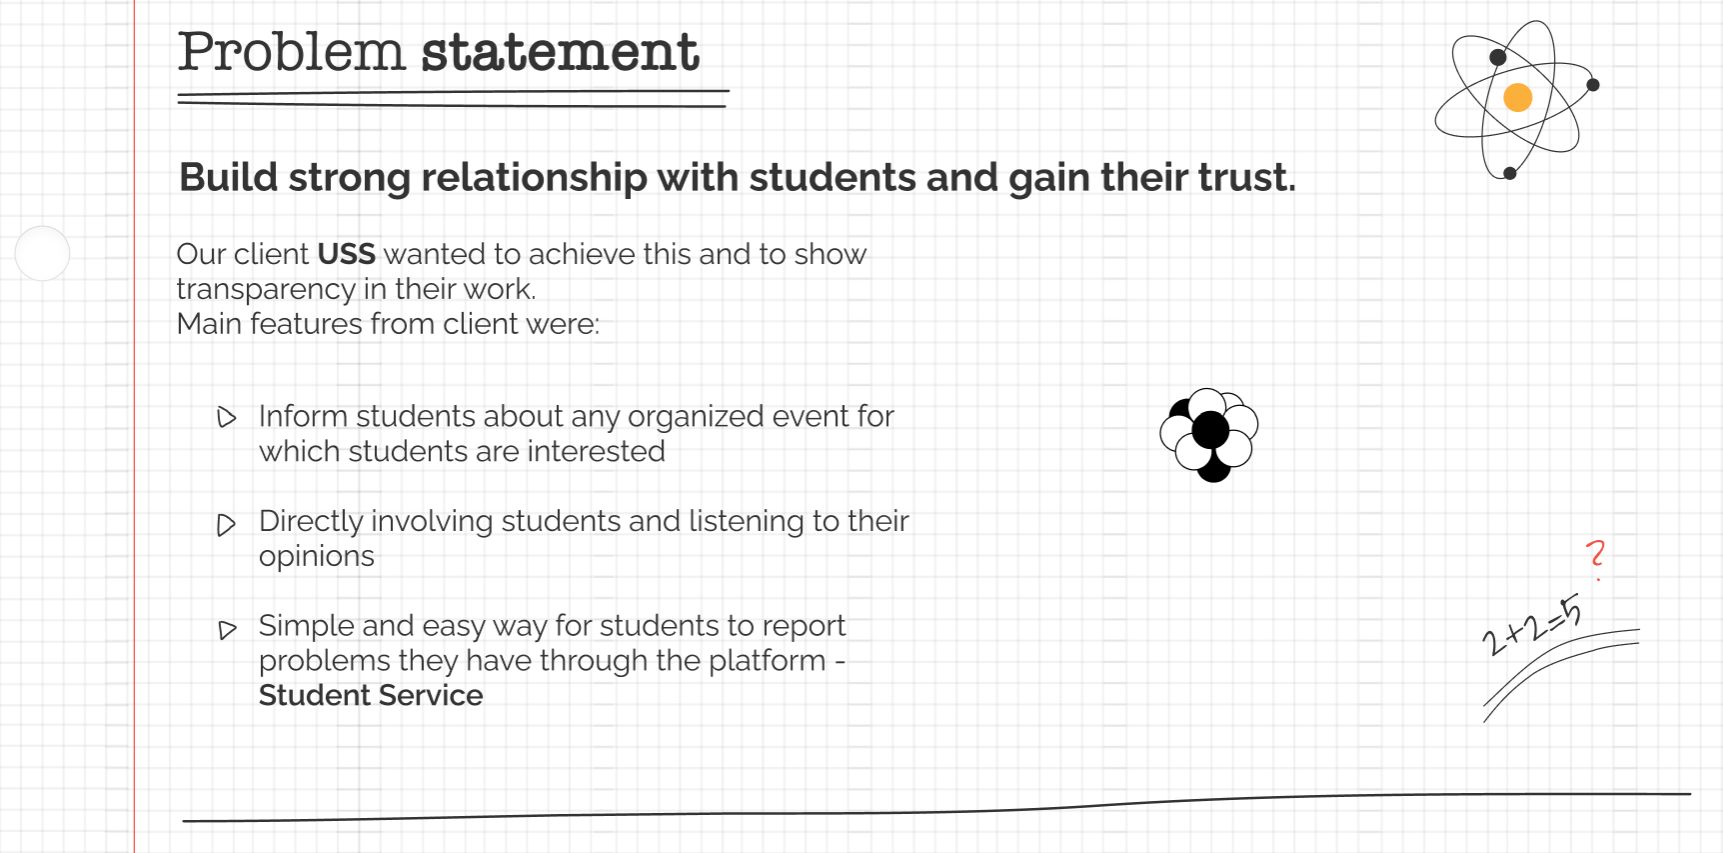 Problem statement
Build strong relationship with students and gain their trust.
Our client USS wanted to achieve this and to show
transparency in their work.
Main features from client were:
Inform students about any organized event for
which students are interested
Directly involving students and listening to their
opinions
Simple and easy way for students to report
problems they have through the platform -
Student Service
?
2+2=5